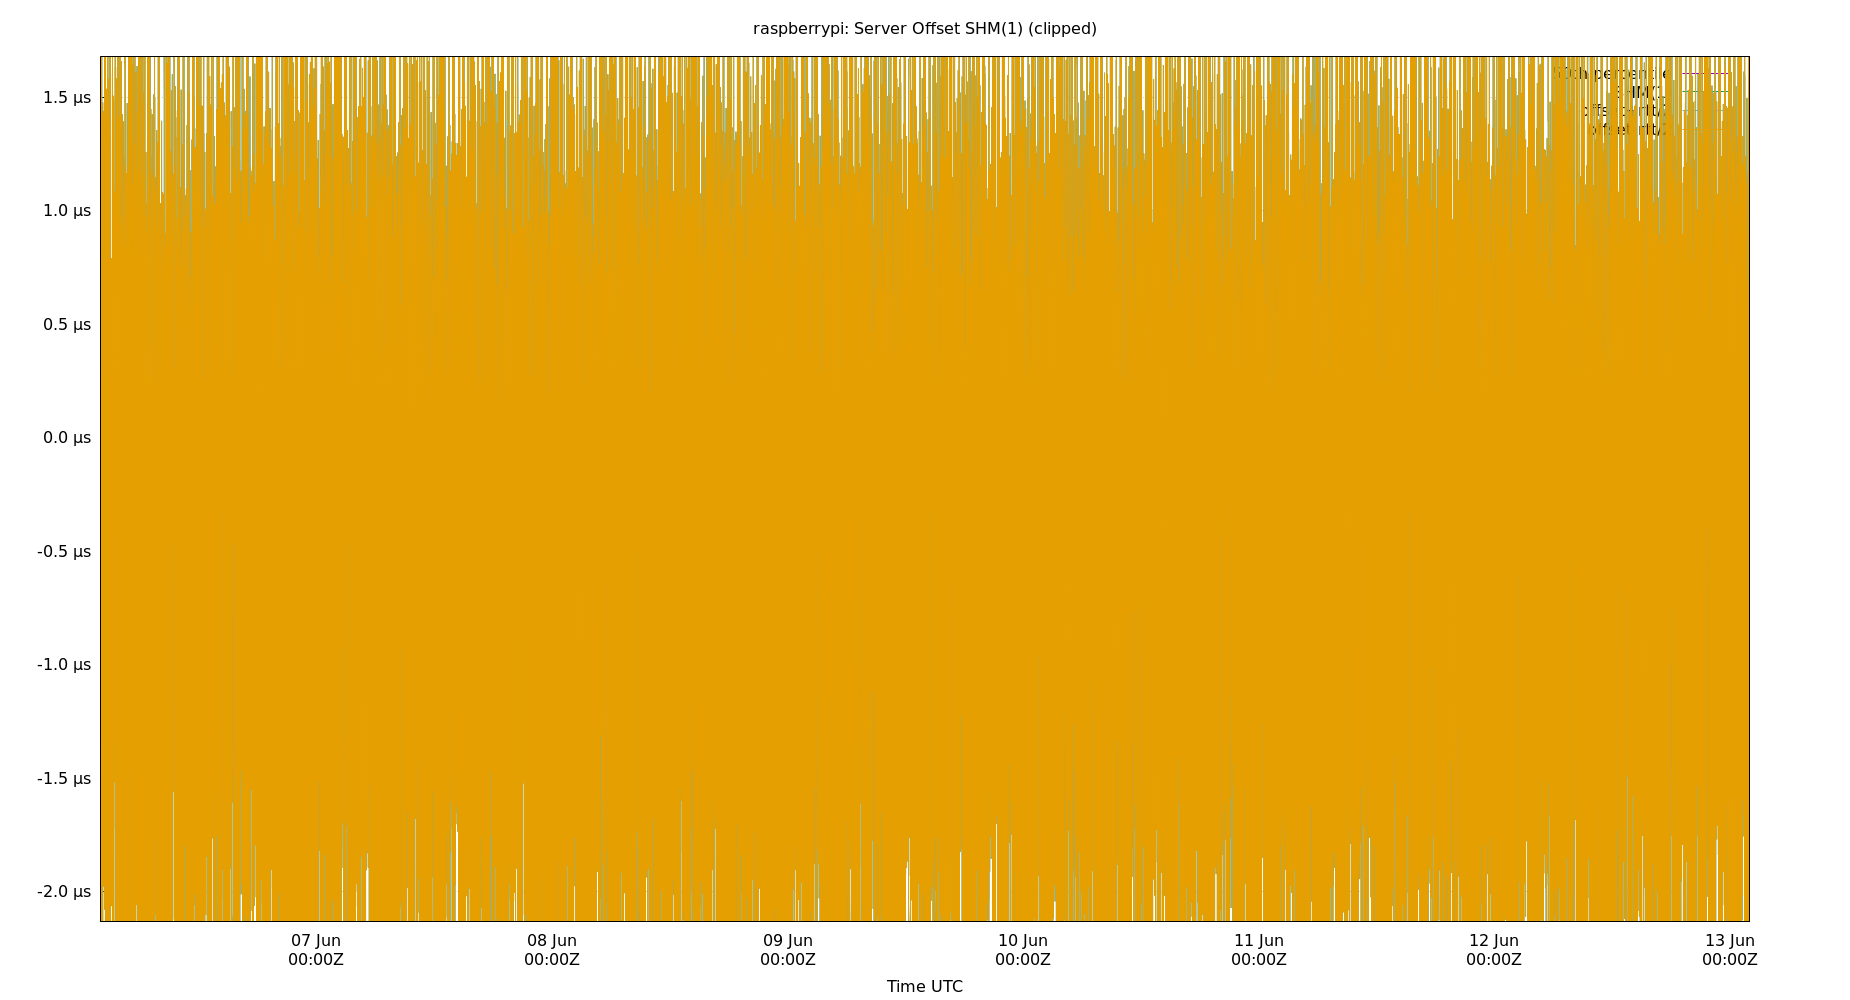 raspberrypi: Server Offset SHM(1) (clipped)
1.5 µs
1.0 µs
0.5 µs
0.0 µs
-0.5 µs
-1.0 µs
-1.5 µs
-2.0 µs
07 Jun
00:00Z
08 Jun
00:00Z
09 Jun
00:00Z
10 Jun
00:00Z
11 Jun
00:00Z
12 Jun
00:00Z
13 Jun
00:00Z
Time UTC